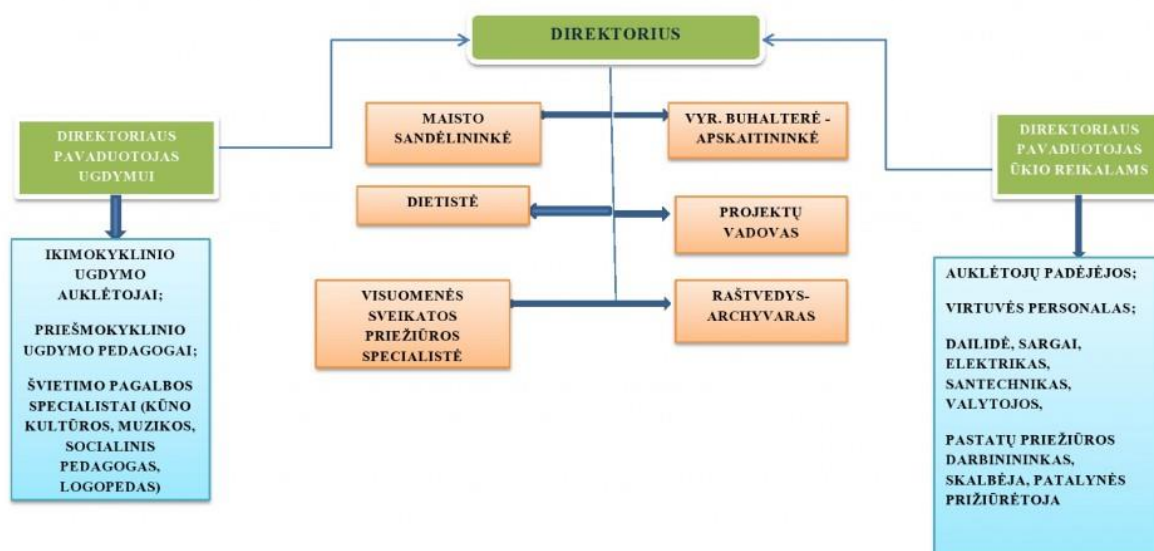 DIREKTORIUS
DIREKTORIAUS
PAVADUOTOJAS
UGDYMUI
MAISTO
SANDĖLININKĖ
VYR. BUHALTERĖ -
APSKAITININKĖ
DIREKTORIAUS
PAVADUOTOJAS
ŪKIO REIKALAMS
DIETISTĖ
PROJEKTŲ
VADOVAS
VISUOMENĖS
SVEIKATOS
PRIEŽIŪROS
SPECIALISTĖ
RAŠTVEDYS-
ARCHYVARAS
IKIMOKYKLINIO
UGDYMO
AUKLĖTOJAI;
PRIEŠMOKYKLINIO
UGDYMO PEDAGOGAI;
ŠVIETIMO PAGALBOS
SPECIALISTAI (KŪNO
KULTŪROS, MUZIKOS,
SOCIALINIS
PEDAGOGAS,
LOGOPEDAS)
AUKLĖTOJŲ PADĖJĖJOS;
VIRTUVĖS PERSONALAS;
DAILIDĖ, SARGAI,
ELEKTRIKAS,
SANTECHNIKAS,
VALYTOJOS,
PASTATŲ PRIEŽIŪROS
DARBINININKAS,
SKALBĖJA, PATALYNĖS
PRIŽIŪRĖTOJA